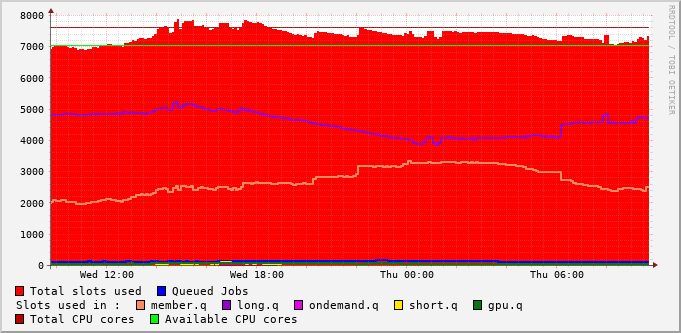 8000
7000
6000
5000
4000
3000
2000
1000
0
Wed 12:00 Wed 18:00 Thu 00:00 Thu 06:00
RRDTOOL / TOBI OETIKER
Total slots used Queued Jobs
Slots used in : member.q long.q ondemand.q short.q gpu.q
Total CPU cores Available CPU cores